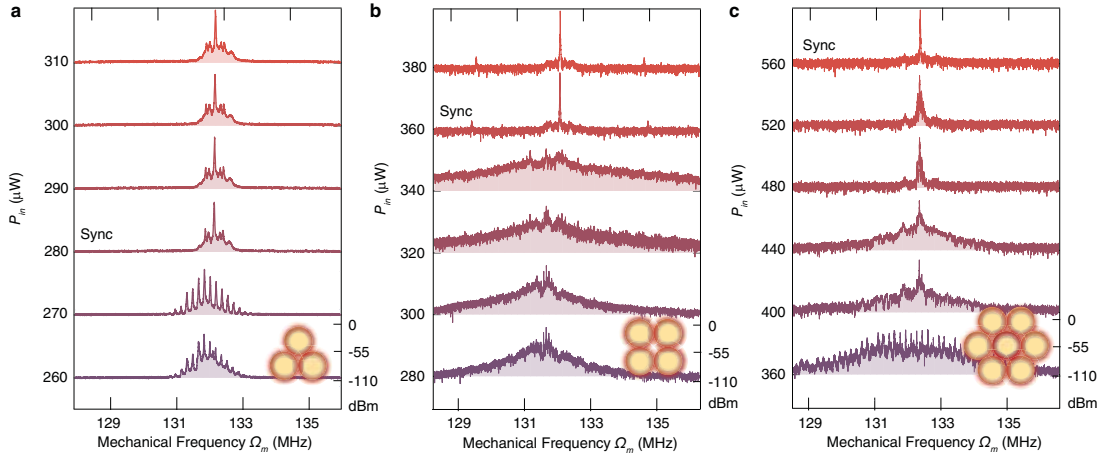 a
310
300
290
Sync
280
270
260
P_in (μW)
0
-55
-110
dBm
129
131
133
135
Mechanical Frequency Ω_m (MHz)
b
380
Sync
360
340
320
300
280
P_in (μW)
0
-55
-110
dBm
129
131
133
135
Mechanical Frequency Ω_m (MHz)
c
Sync
560
520
480
440
400
360
P_in (μW)
0
-55
-110
dBm
129
131
133
135
Mechanical Frequency Ω_m (MHz)